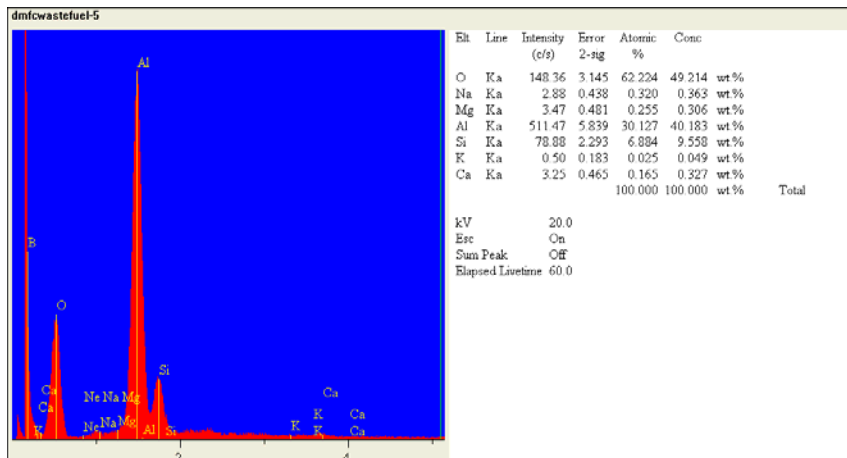 dmfcwastefuel-5
Al
B
O
Si
Ca
Ca
K
Ne Na Mg
Ne Na Mg Al Si
Ca
K Ca
K K Ca
2 4
Elt. Line Intensity Error Atomic Conc
(c/s) 2-sig %
O Ka 148.36 3.145 62.224 49.214 wt.%
Na Ka 2.88 0.438 0.320 0.363 wt.%
Mg Ka 3.47 0.481 0.255 0.306 wt.%
Al Ka 511.47 5.839 30.127 40.183 wt.%
Si Ka 78.88 2.293 6.884 9.558 wt.%
K Ka 0.50 0.183 0.025 0.049 wt.%
Ca Ka 3.25 0.465 0.165 0.327 wt.%
100.000 100.000 wt.% Total
kV 20.0
Esc On
Sum Peak Off
Elapsed Livetime 60.0